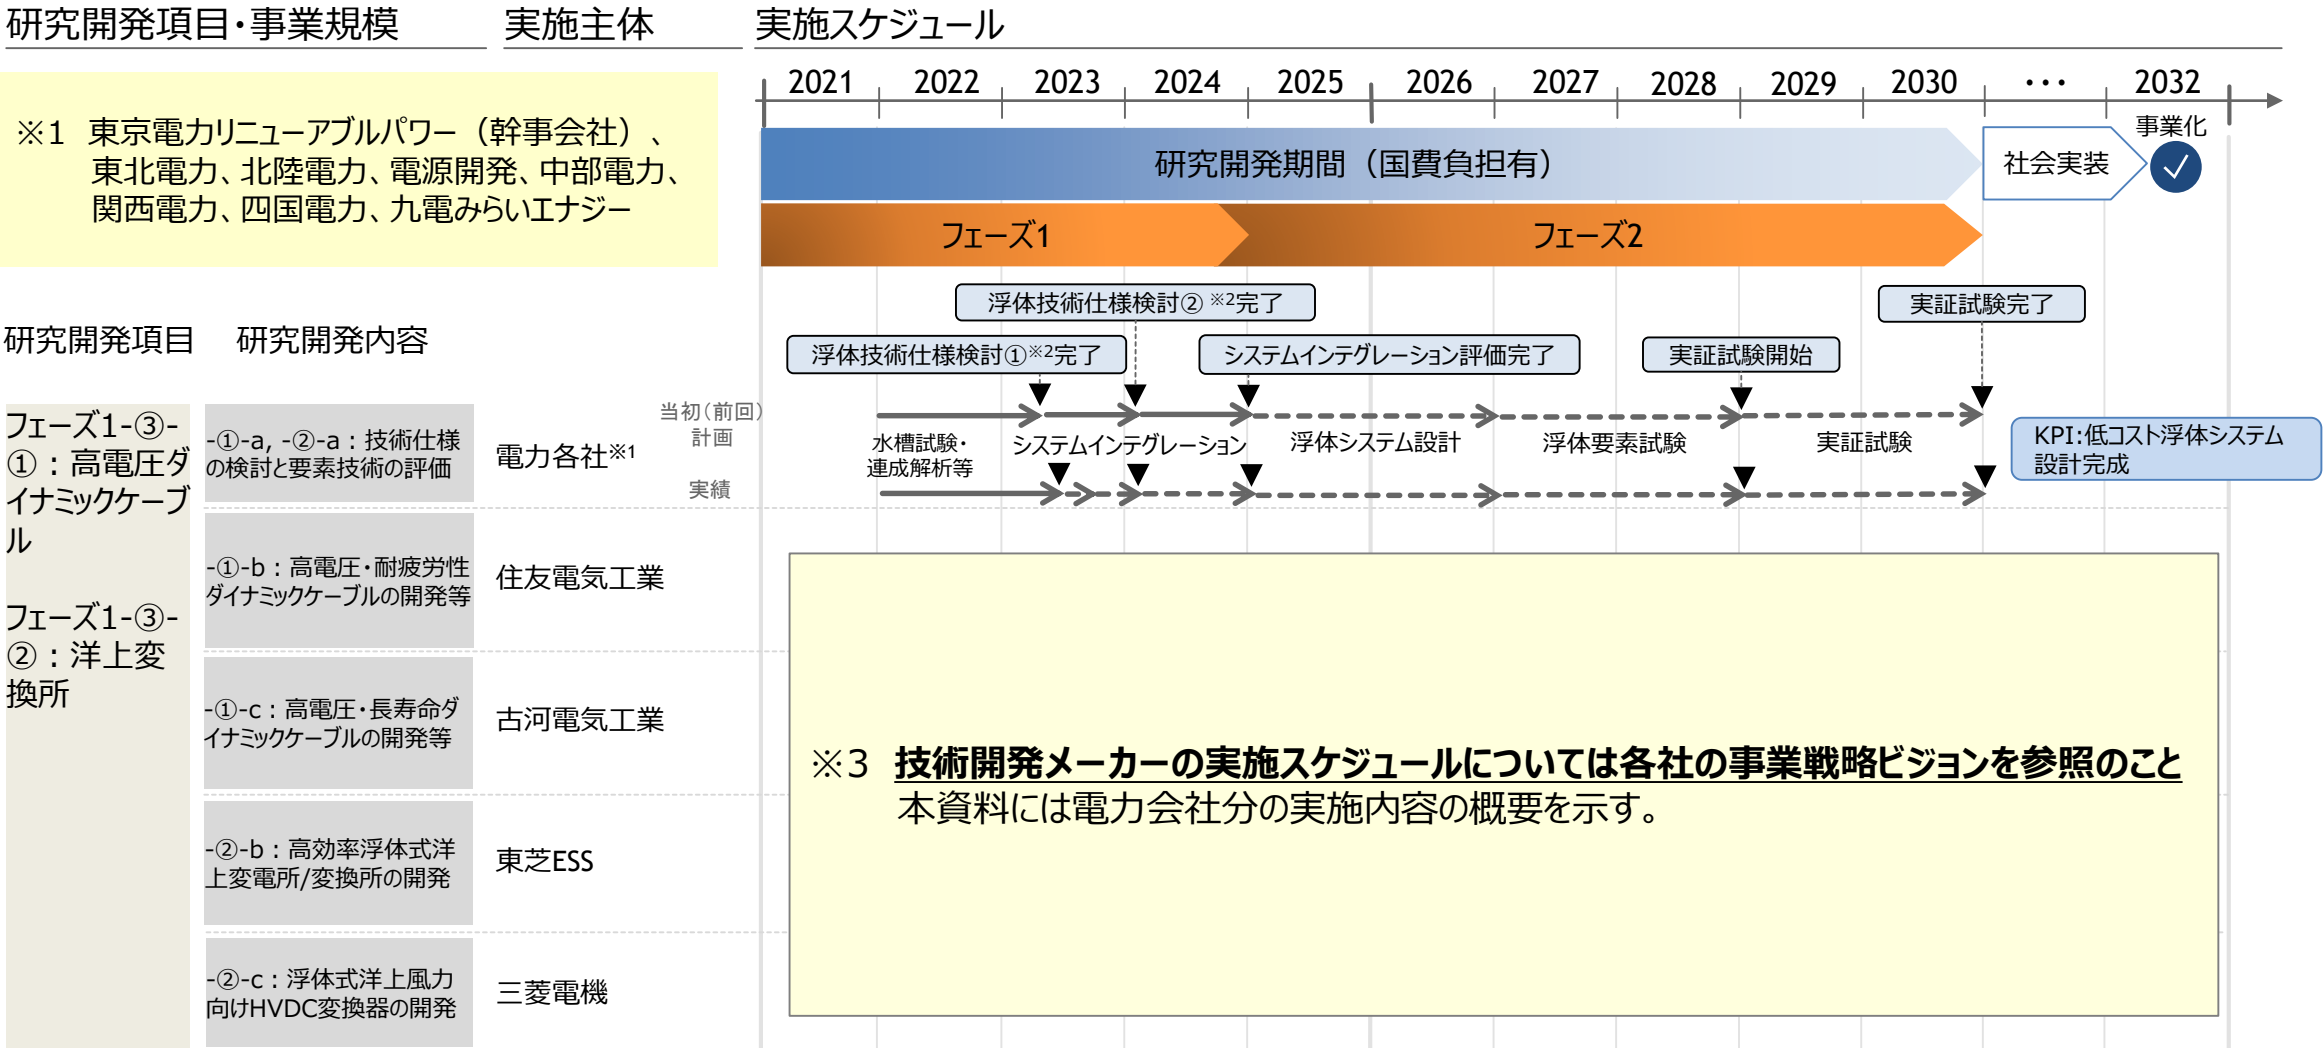 研究開発項目・事業規模
実施主体
実施スケジュール
2021 2022 2023 2024 2025 2026 2027 2028 2029 2030 ・・・ 2032
※1 東京電力リニューアブルパワー（幹事会社）、
東北電力、北陸電力、電源開発、中部電力、
関西電力、四国電力、九電みらいエナジー
研究開発期間（国費負担有）
社会実装
事業化
フェーズ1
フェーズ2
浮体技術仕様検討② ※2完了
実証試験完了
研究開発項目
研究開発内容
浮体技術仕様検討①※2完了
システムインテグレーション評価完了
実証試験開始
フェーズ1-③-
①：高電圧ダ
イナミックケーブ
ル
フェーズ1-③-
②：洋上変
換所
-①-a, -②-a：技術仕様
の検討と要素技術の評価
電力各社※1
当初（前回）
計画
実績
水槽試験・
連成解析等
システムインテグレーション
浮体システム設計
浮体要素試験
実証試験
KPI:低コスト浮体システム
設計完成
-①-b：高電圧・耐疲労性
ダイナミックケーブルの開発等
住友電気工業
-①-c：高電圧・長寿命ダ
イナミックケーブルの開発等
古河電気工業
-②-b：高効率浮体式洋
上変電所/変換所の開発
東芝ESS
-②-c：浮体式洋上風力
向けHVDC変換器の開発
三菱電機
※3 技術開発メーカーの実施スケジュールについては各社の事業戦略ビジョンを参照のこと
本資料には電力会社分の実施内容の概要を示す。